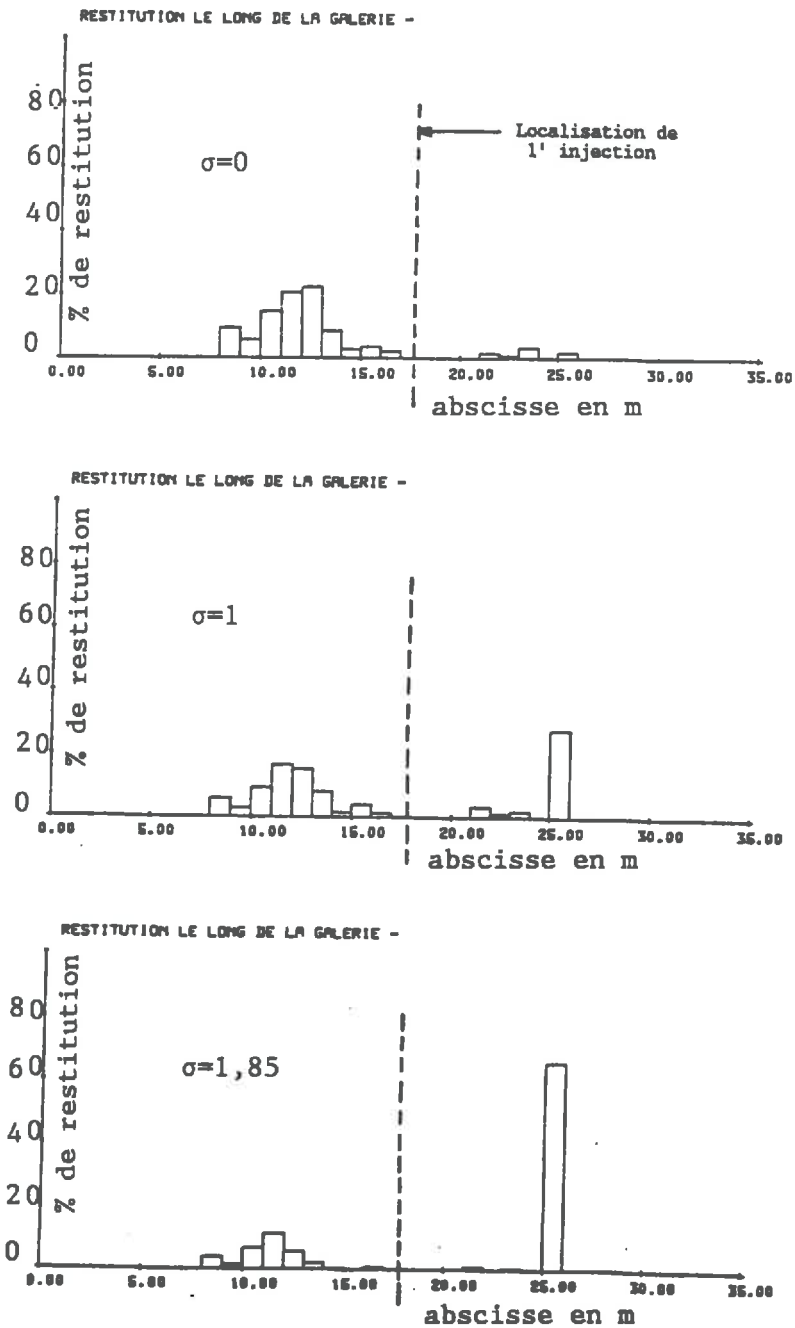 RESTITUTION LE LONG DE LA GALERIE -
% de restitution
80
60
40
20
0
σ=0
Localisation de
l' injection
0.00 5.00 10.00 15.00 20.00 25.00 30.00 35.00
abscisse en m
RESTITUTION LE LONG DE LA GALERIE -
% de restitution
80
60
40
20
0
σ=1
0.00 5.00 10.00 15.00 20.00 25.00 30.00 35.00
abscisse en m
RESTITUTION LE LONG DE LA GALERIE -
% de restitution
80
60
40
20
0
σ=1,85
0.00 5.00 10.00 15.00 20.00 25.00 30.00 35.00
abscisse en m